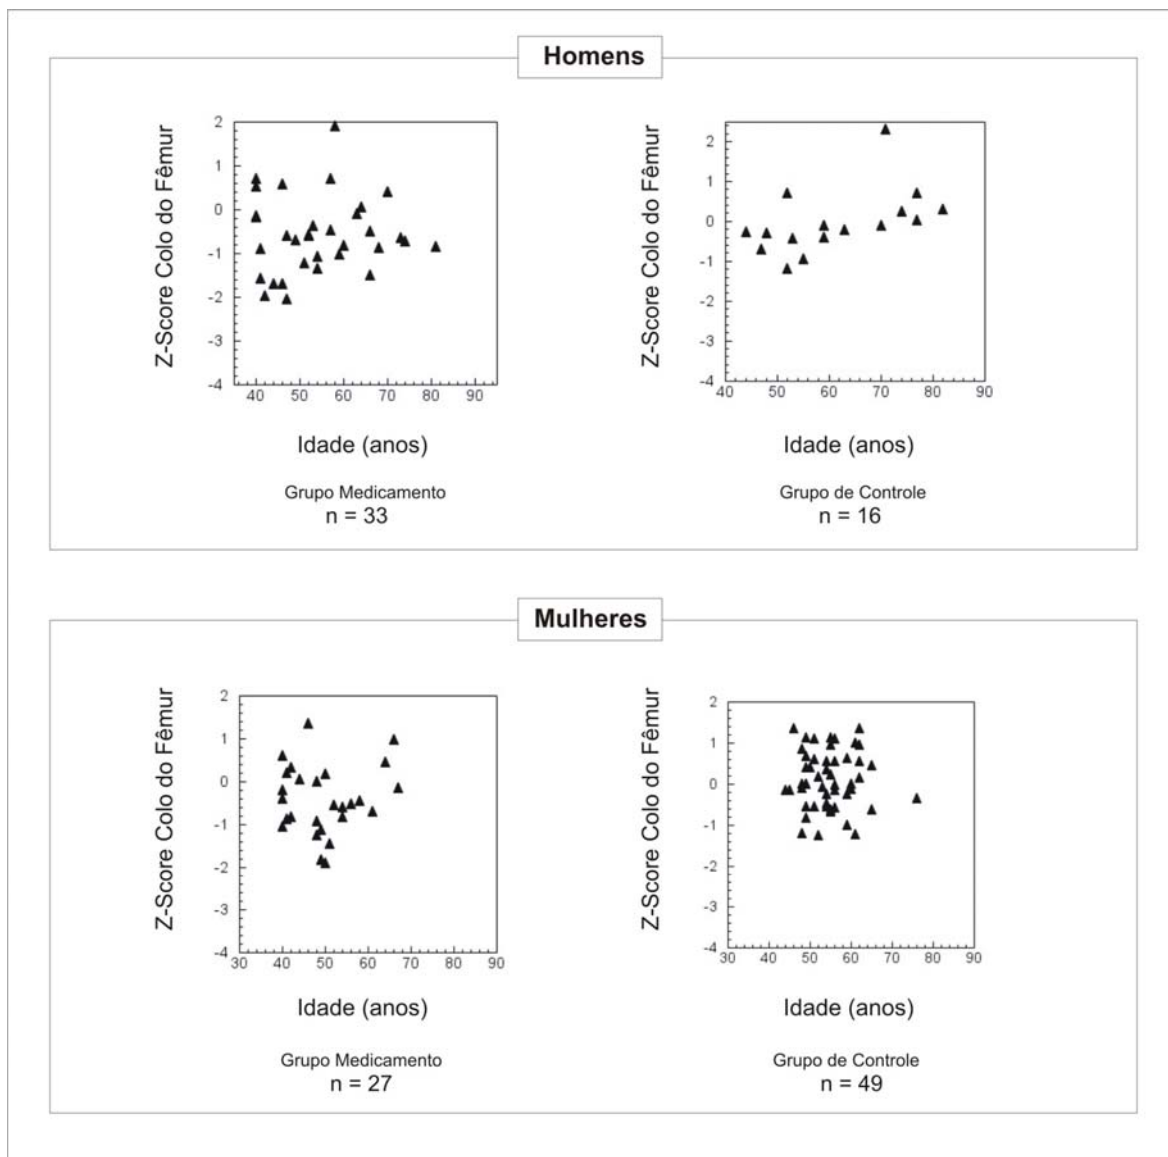 Homens
Z-Score Colo do Fêmur
2
1
0
-1
-2
-3
-4
40 50 60 70 80 90
Idade (anos)
Grupo Medicamento
n = 33
Z-Score Colo do Fêmur
2
1
0
-1
-2
-3
-4
40 50 60 70 80 90
Idade (anos)
Grupo de Controle
n = 16
Mulheres
Z-Score Colo do Fêmur
2
1
0
-1
-2
-3
-4
30 40 50 60 70 80 90
Idade (anos)
Grupo Medicamento
n = 27
Z-Score Colo do Fêmur
2
1
0
-1
-2
-3
-4
30 40 50 60 70 80 90
Idade (anos)
Grupo de Controle
n = 49